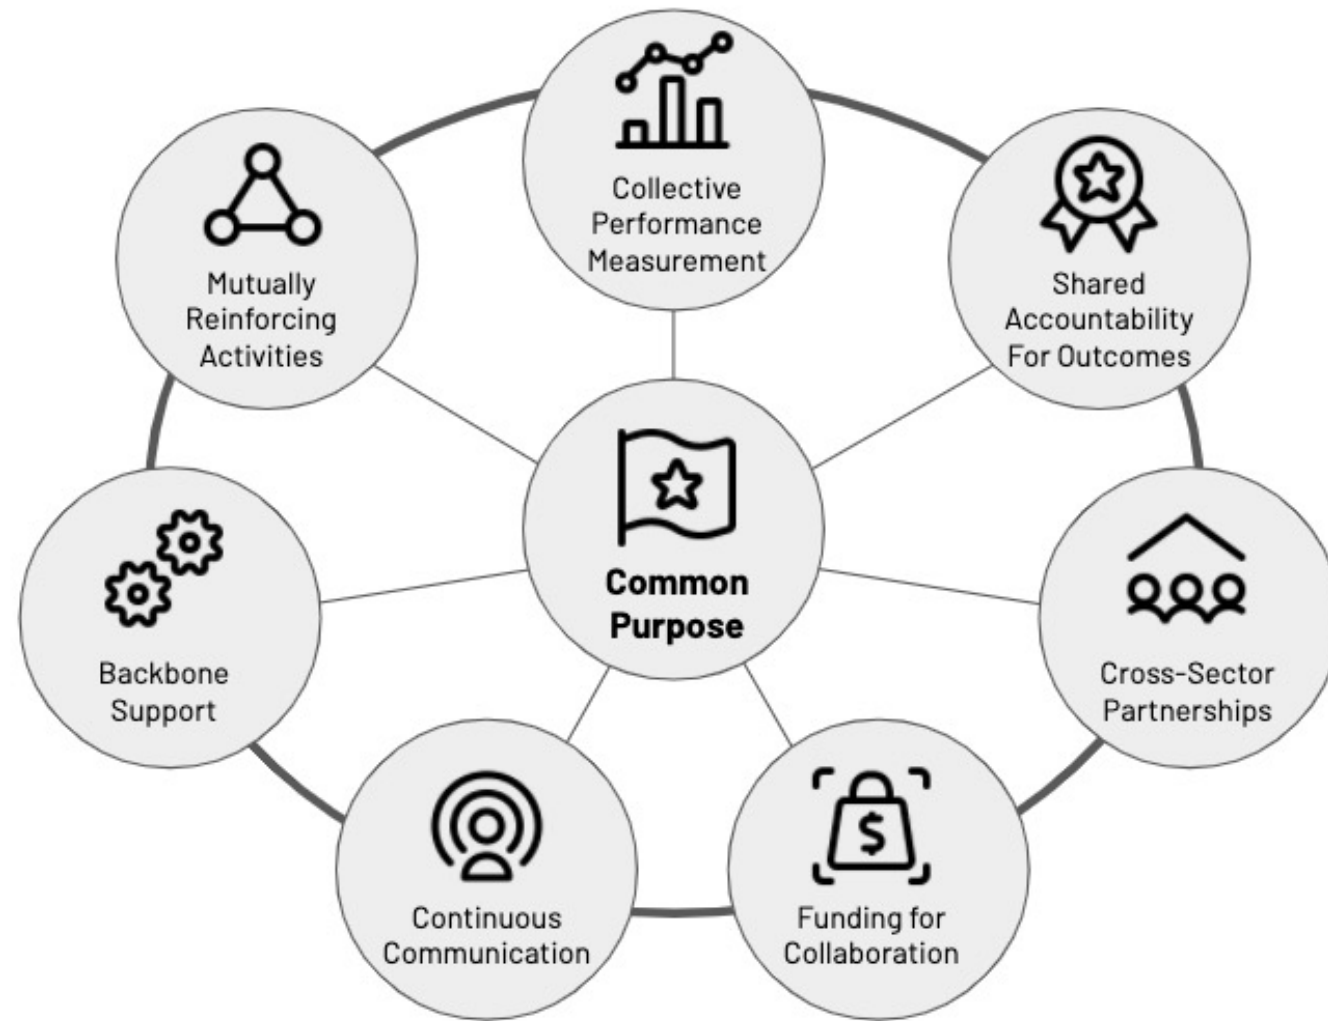 Collective
Performance
Measurement
Mutually
Reinforcing
Activities
Shared
Accountability
For Outcomes
Common
Purpose
Backbone
Support
Cross-Sector
Partnerships
Continuous
Communication
$
Funding for
Collaboration